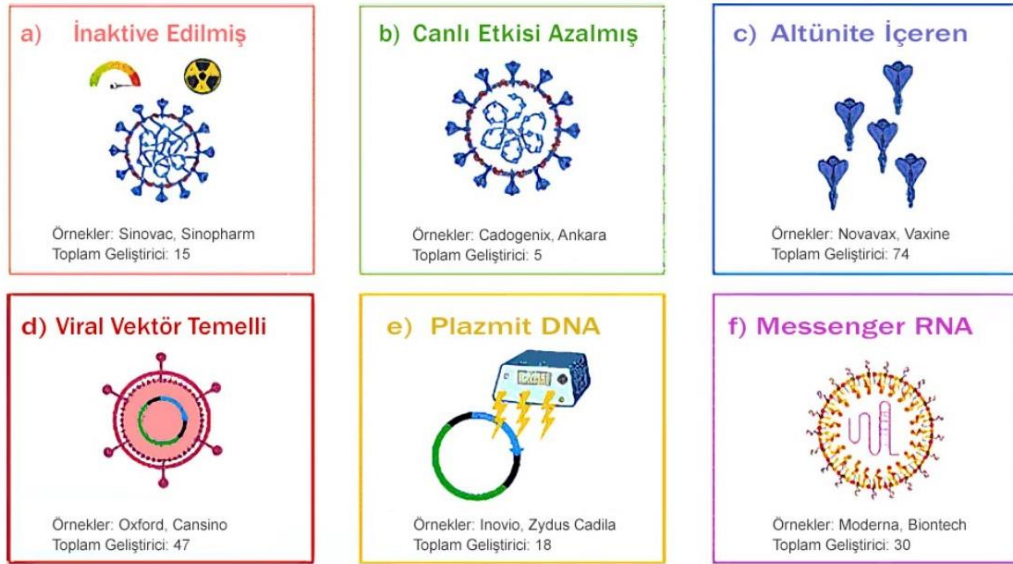 a) İnaktive Edilmiş
Örnekler: Sinovac, Sinopharm
Toplam Geliştirici: 15
b) Canlı Etkisi Azalmış
Örnekler: Cadogenix, Ankara
Toplam Geliştirici: 5
c) Altünite İçeren
Örnekler: Novavax, Vaxine
Toplam Geliştirici: 74
d) Viral Vektör Temelli
Örnekler: Oxford, Cansino
Toplam Geliştirici: 47
e) Plazmit DNA
Örnekler: Inovio, Zydus Cadila
Toplam Geliştirici: 18
f) Messenger RNA
Örnekler: Moderna, Biontech
Toplam Geliştirici: 30